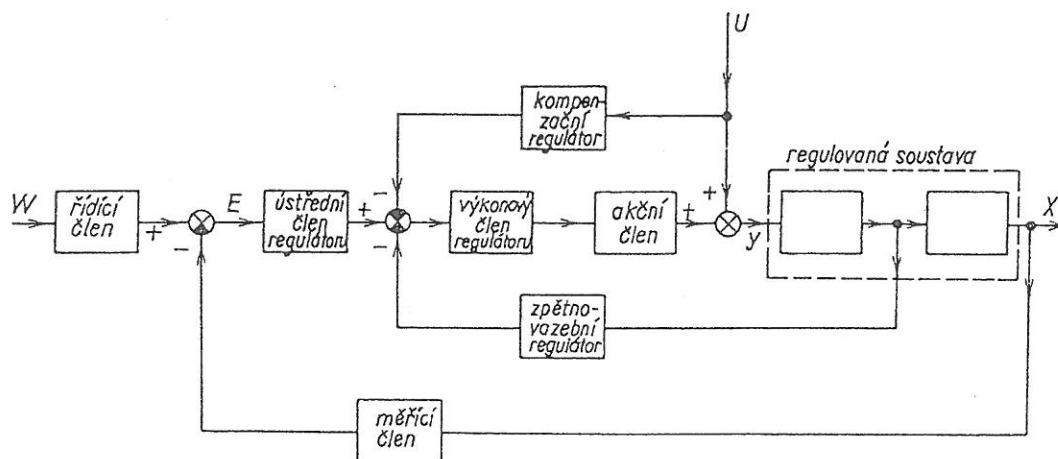 U
kompen-
zační
regulátor
regulovaná soustava
W
řídící
člen
+
-
E
ústřední
člen
regulátoru
+
-
-
výkonový
člen
regulátoru
akční
člen
+
+
y
X
zpětno-
vazební
regulátor
měřící
člen